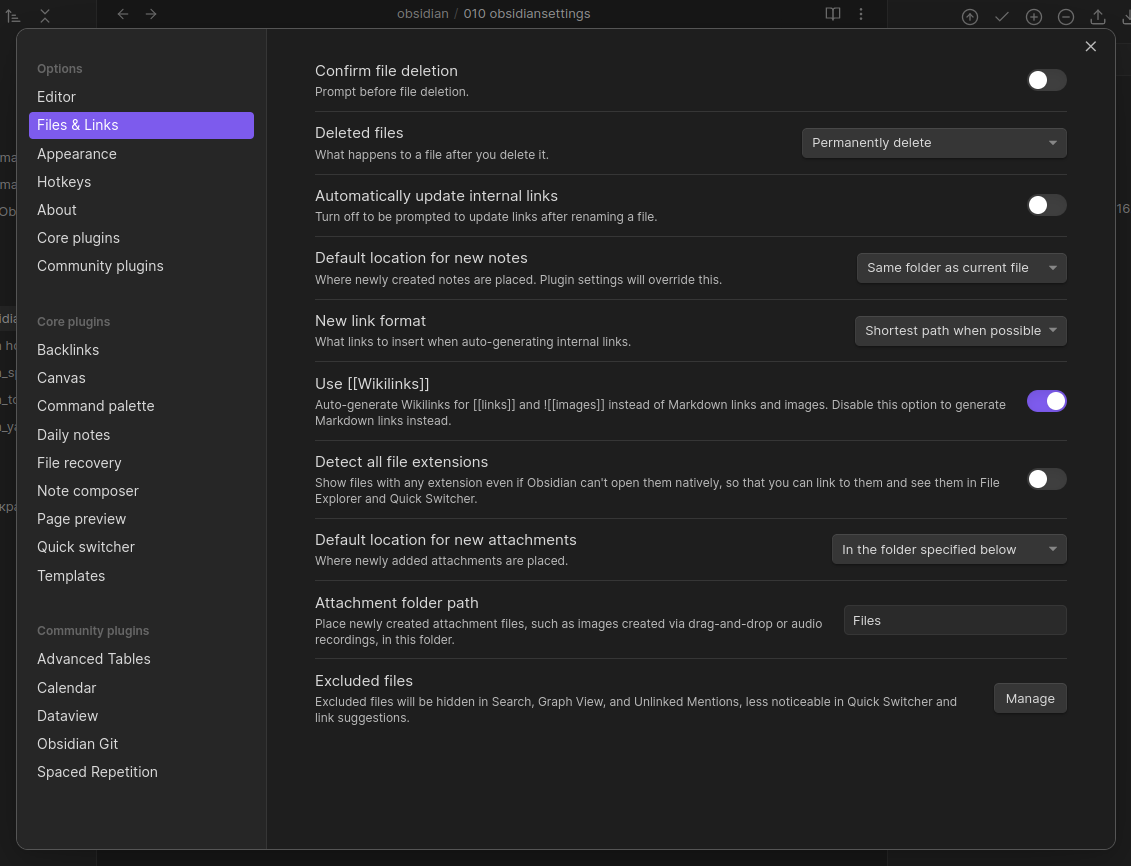 obsidian / 010 obsidiansettings
Options
Editor
Files & Links
Appearance
Hotkeys
About
Core plugins
Community plugins
Core plugins
Backlinks
Canvas
Command palette
Daily notes
File recovery
Note composer
Page preview
Quick switcher
Templates
Community plugins
Advanced Tables
Calendar
Dataview
Obsidian Git
Spaced Repetition
Confirm file deletion
Prompt before file deletion.
Deleted files
What happens to a file after you delete it.
Permanently delete
Automatically update internal links
Turn off to be prompted to update links after renaming a file.
Default location for new notes
Where newly created notes are placed. Plugin settings will override this.
Same folder as current file
New link format
What links to insert when auto-generating internal links.
Shortest path when possible
Use [[Wikilinks]]
Auto-generate Wikilinks for [[links]] and ![[images]] instead of Markdown links and images. Disable this option to generate
Markdown links instead.
Detect all file extensions
Show files with any extension even if Obsidian can't open them natively, so that you can link to them and see them in File
Explorer and Quick Switcher.
Default location for new attachments
Where newly added attachments are placed.
In the folder specified below
Attachment folder path
Place newly created attachment files, such as images created via drag-and-drop or audio
recordings, in this folder.
Files
Excluded files
Excluded files will be hidden in Search, Graph View, and Unlinked Mentions, less noticeable in Quick Switcher and
link suggestions.
Manage
16